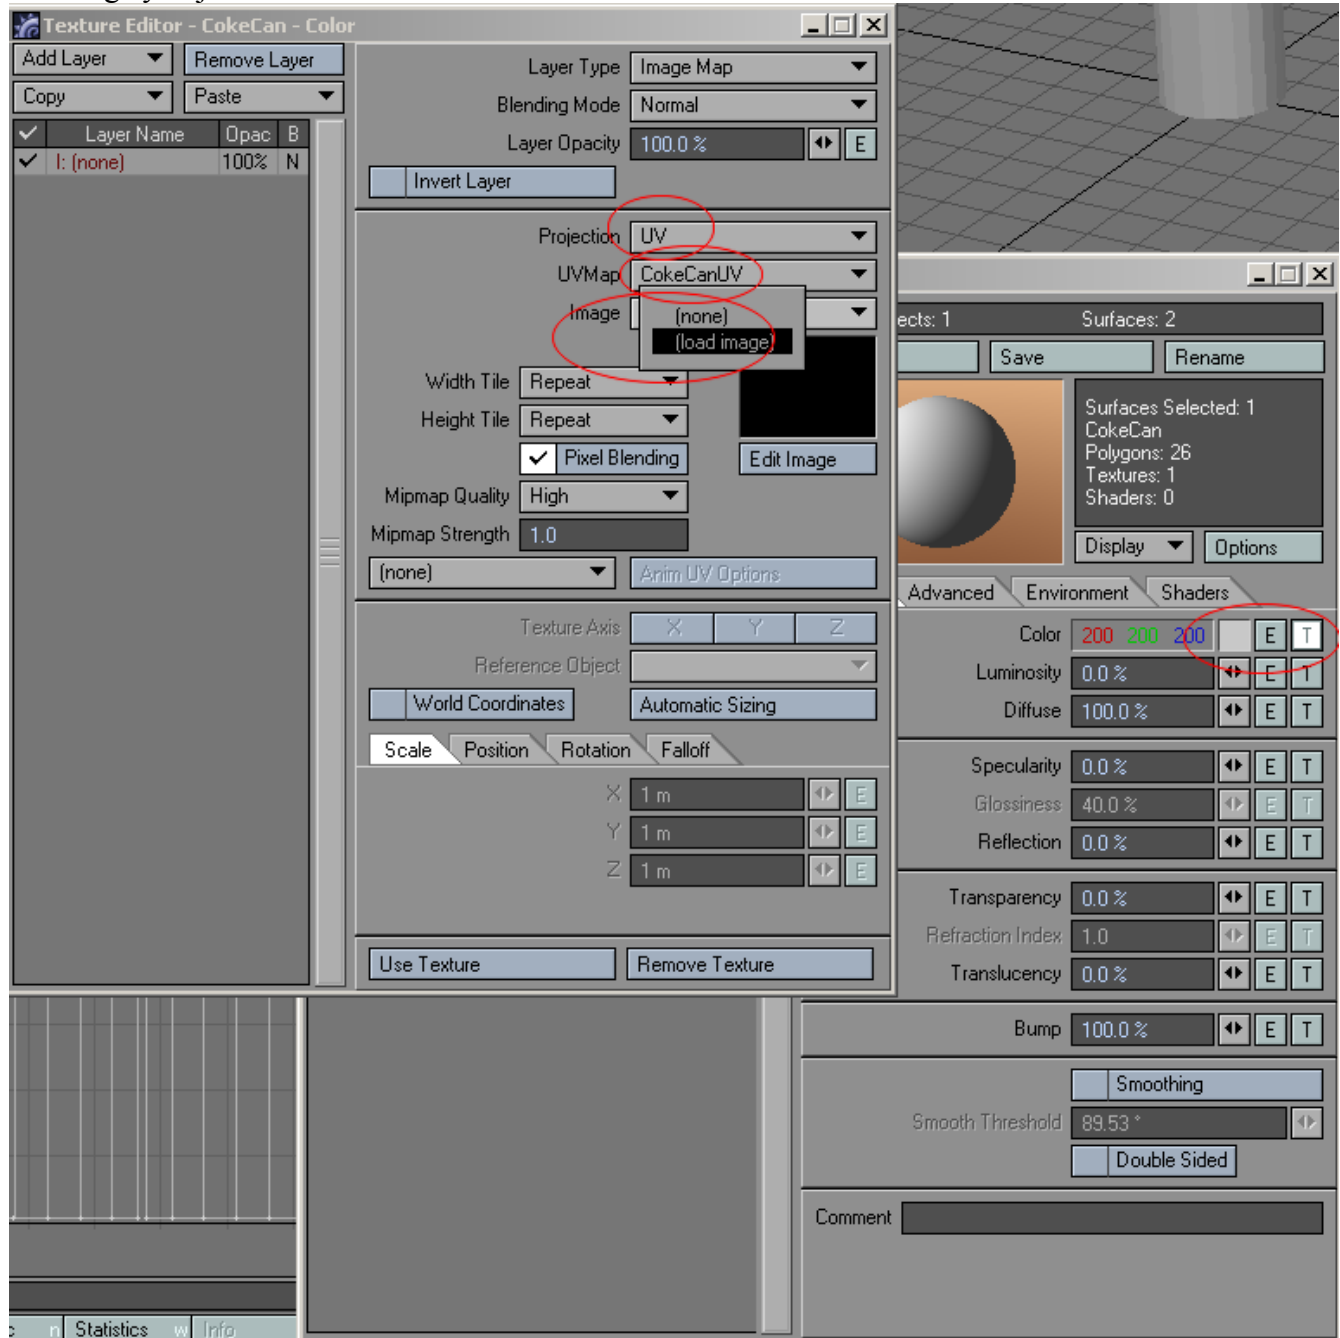 Texture Editor - CokeCan - Color
Add Layer Remove Layer
Copy Paste
Layer Name Opac B
I: (none) 100% N
Layer Type Image Map
Blending Mode Normal
Layer Opacity 100.0 % E
Invert Layer
Projection UV
UVMap CokeCanUV
Image
(none)
(load image)
Width Tile Repeat
Height Tile Repeat
Pixel Blending Edit Image
Mipmap Quality High
Mipmap Strength 1.0
(none) Anim UV Options
Texture Axis X Y Z
Reference Object
World Coordinates Automatic Sizing
Scale Position Rotation Falloff
X 1 m E
Y 1 m E
Z 1 m E
Use Texture Remove Texture
ects: 1 Surfaces: 2
Save Rename
Surfaces Selected: 1
CokeCan
Polygons: 26
Textures: 1
Shaders: 0
Display Options
Advanced Environment Shaders
Color 200 200 200 E T
Luminosity 0.0 % E T
Diffuse 100.0 % E T
Specularity 0.0 % E T
Glossiness 40.0 % E T
Reflection 0.0 % E T
Transparency 0.0 % E T
Refraction Index 1.0 E T
Translucency 0.0 % E T
Bump 100.0 % E T
Smoothing
Smooth Threshold 89.53 °
Double Sided
Comment
n Statistics w Info